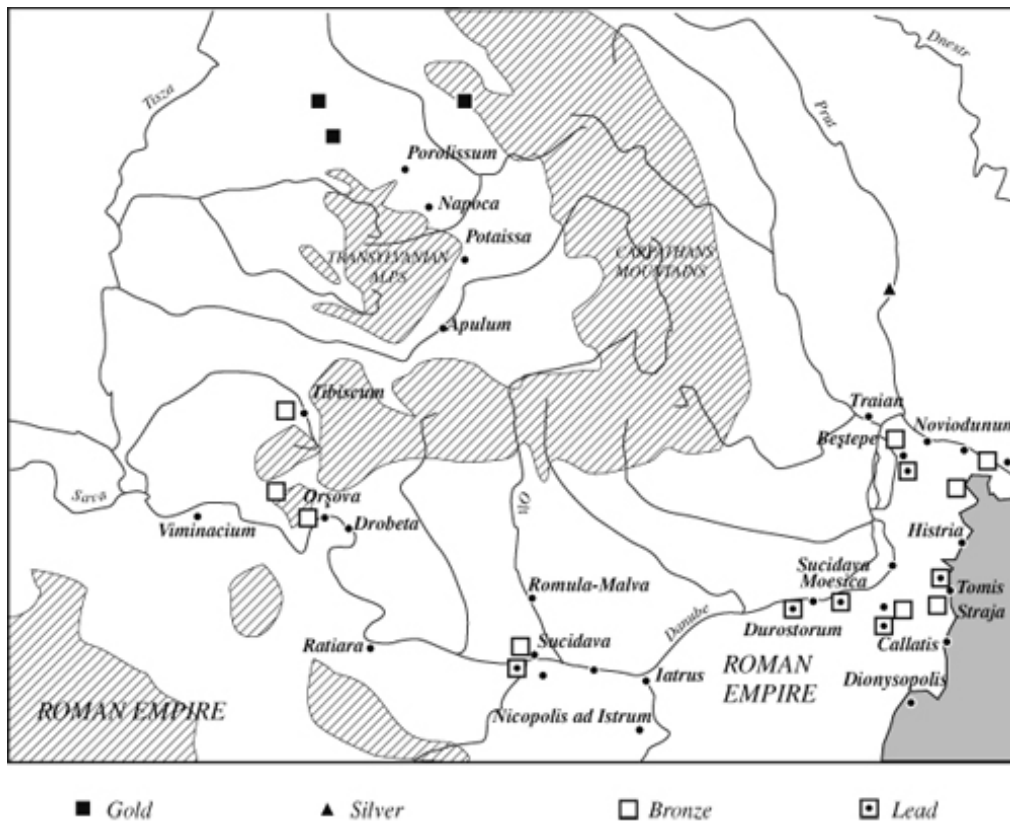 Dnestr
Tisza
Prut
Porolissum
Napoca
Potaissa
TRANSYLVANIAN
ALPS
CARPATHANS
MOUNTAINS
Apulum
Tibiscum
Traian
Noviodunum
Beştepe
Sava
Orşova
Olt
Viminacium
Drobeta
Histria
Sucidava
Moesica
Romula-Malva
Tomis
Straja
Danube
Durostorum
Ratiara
Sucidava
Callatis
ROMAN
EMPIRE
Iatrus
Dionysopolis
ROMAN EMPIRE
Nicopolis ad Istrum
Gold
Silver
Bronze
Lead